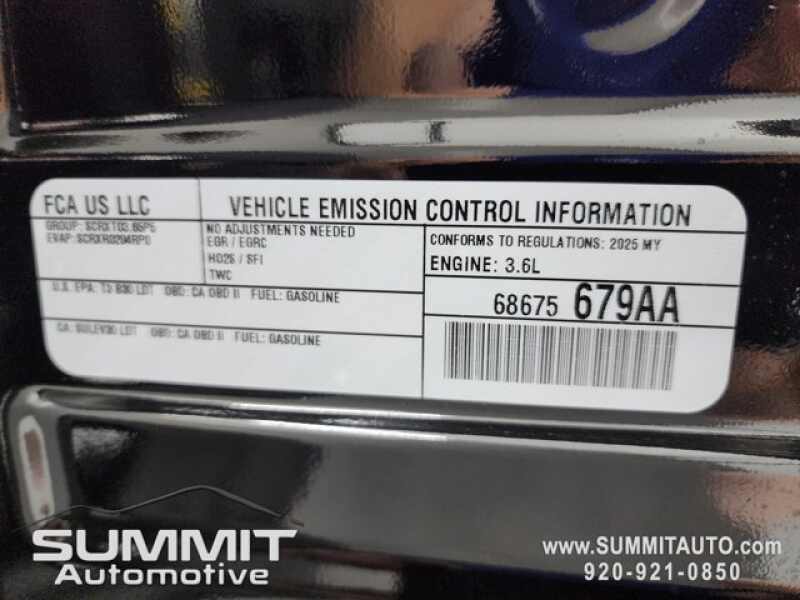 FCA US LLC
VEHICLE EMISSION CONTROL INFORMATION
GROUP: SCRXT03.65P5
EVAP: SCRXR0204RP0
NO ADJUSTMENTS NEEDED
EGR / EGRC
HO2S / SFI
TWC
CONFORMS TO REGULATIONS: 2025 MY
ENGINE: 3.6L
U.S. EPA: T3 B30 LDT OBD: CA OBD II FUEL: GASOLINE
CA: SULEV30 LDT OBD: CA OBD II FUEL: GASOLINE
68675 679AA
SUMMIT
Automotive
www.SUMMITAUTO.com
920-921-0850